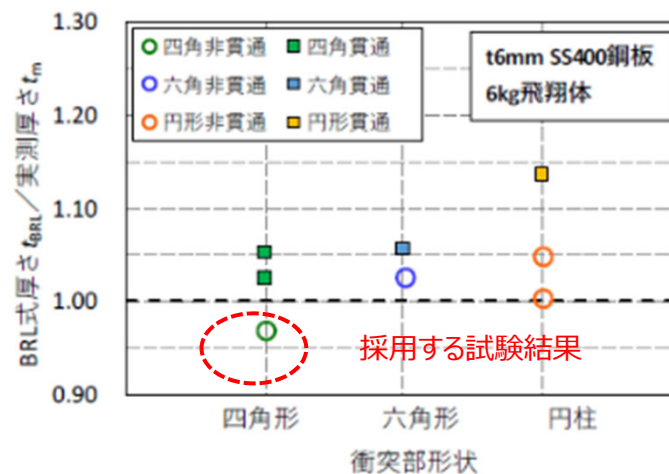 BRL式厚さ tBRL／実測厚さ tm
1.30
1.20
1.10
1.00
0.90
四角非貫通 四角貫通
六角非貫通 六角貫通
円形非貫通 円形貫通
t6mm SS400鋼板
6kg飛翔体
採用する試験結果
四角形 六角形 円柱
衝突部形状